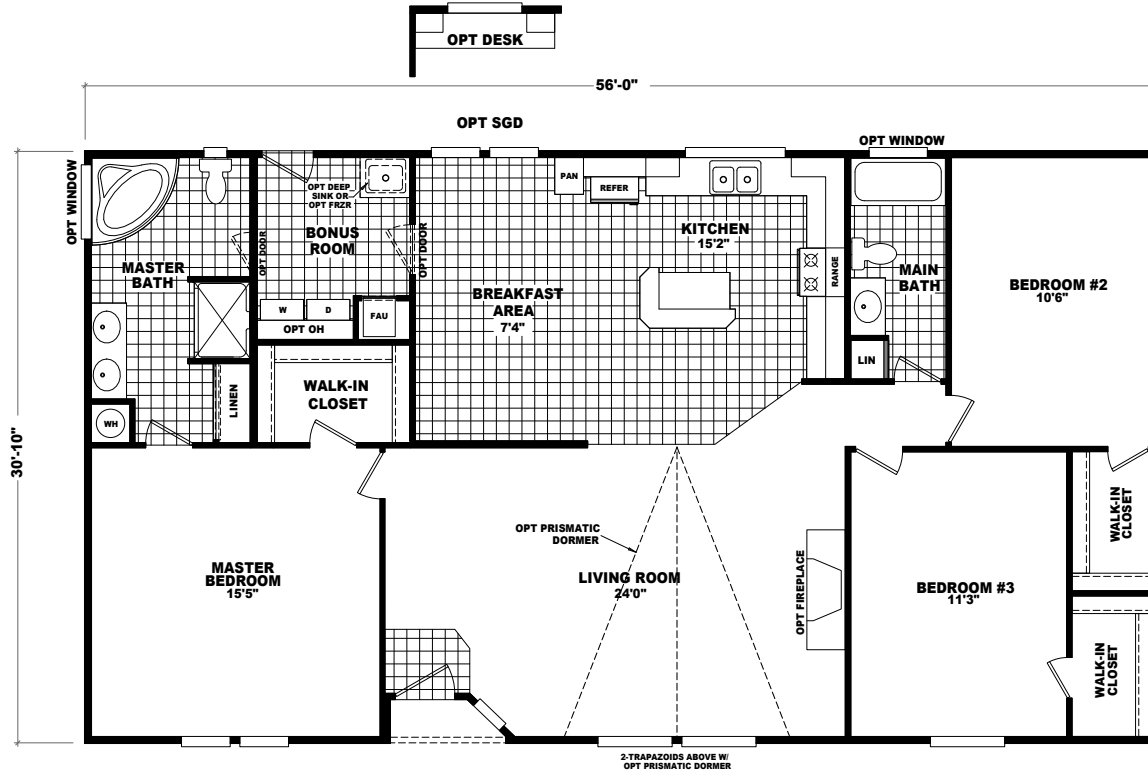 OPT DESK
56'-0"
OPT SGD
OPT WINDOW
OPT WINDOW
30'-10"
MASTER
BATH
OPT DOOR
OPT DEEP
SINK OR
OPT FRZR
BONUS
ROOM
OPT DOOR
W
D
OPT OH
FAU
PAN
REFER
KITCHEN
15'2"
RANGE
BREAKFAST
AREA
7'4"
MAIN
BATH
LIN
BEDROOM #2
10'6"
WALK-IN
CLOSET
LINEN
WH
MASTER
BEDROOM
15'5"
OPT PRISMATIC
DORMER
LIVING ROOM
24'0"
OPT FIREPLACE
BEDROOM #3
11'3"
WALK-IN
CLOSET
WALK-IN
CLOSET
2-TRAPAZOIDS ABOVE W/
OPT PRISMATIC DORMER